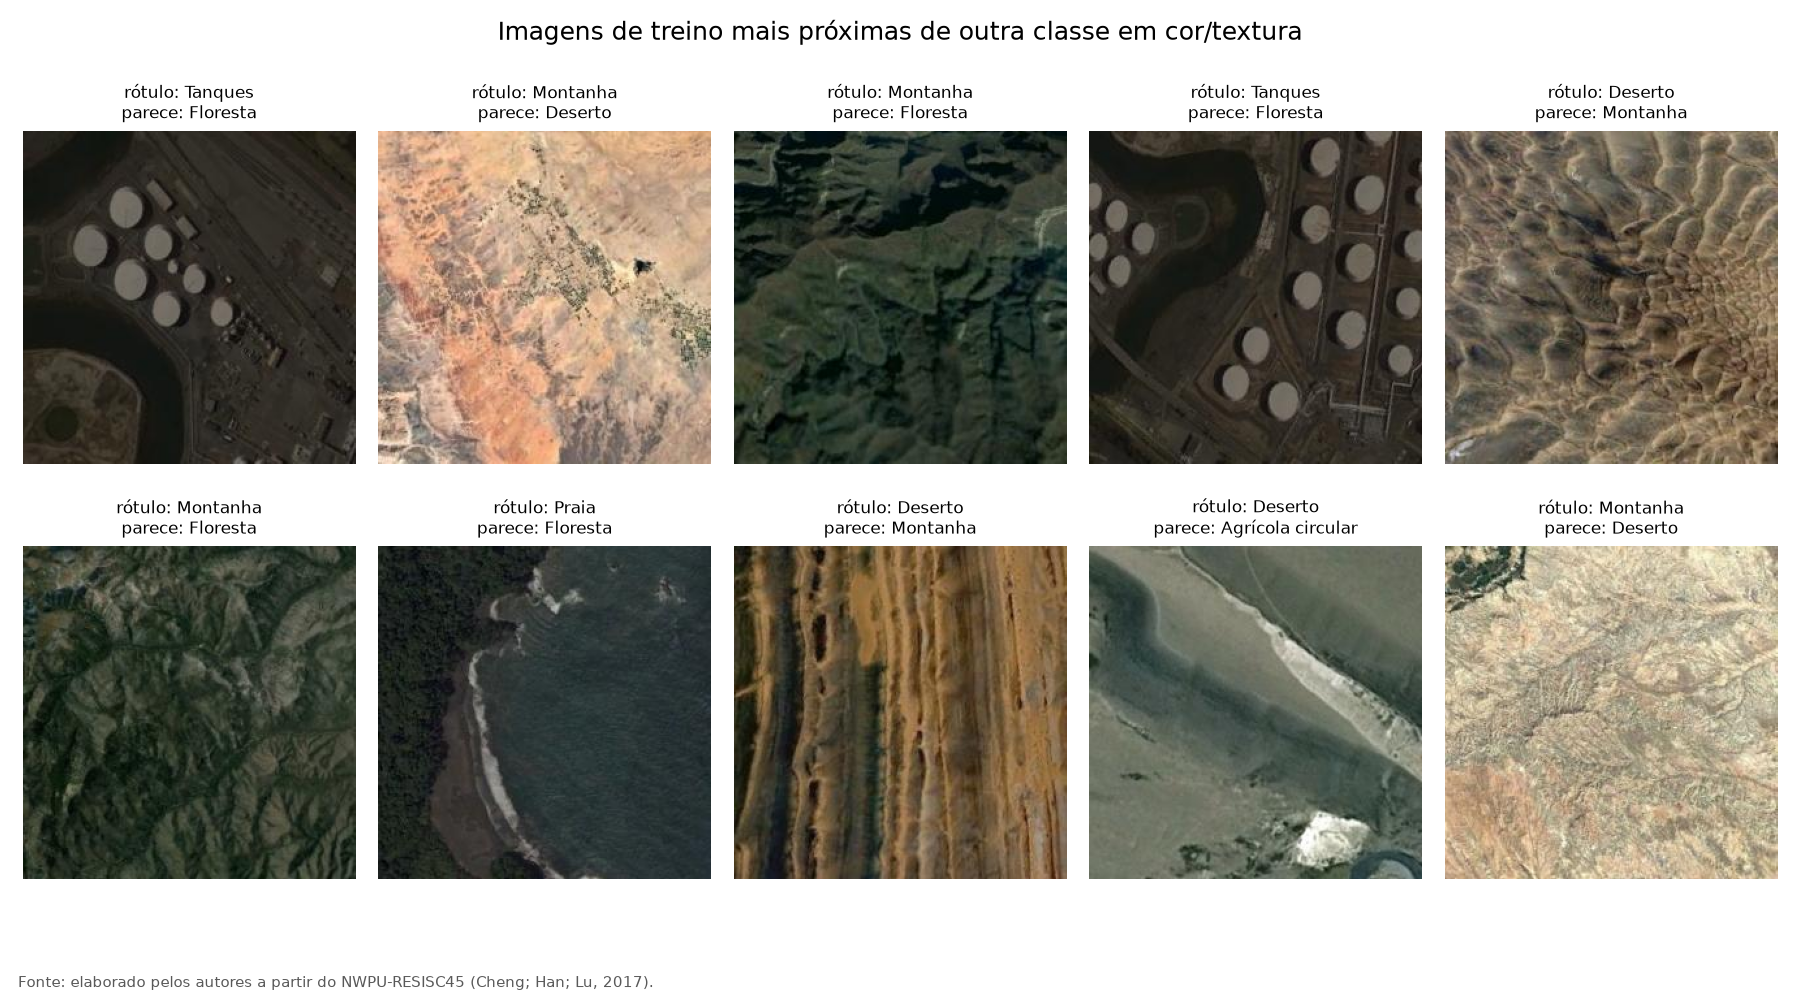 Imagens de treino mais próximas de outra classe em cor/textura
rótulo: Tanques
parece: Floresta
rótulo: Montanha
parece: Deserto
rótulo: Montanha
parece: Floresta
rótulo: Tanques
parece: Floresta
rótulo: Deserto
parece: Montanha
rótulo: Montanha
parece: Floresta
rótulo: Praia
parece: Floresta
rótulo: Deserto
parece: Montanha
rótulo: Deserto
parece: Agrícola circular
rótulo: Montanha
parece: Deserto
Fonte: elaborado pelos autores a partir do NWPU-RESISC45 (Cheng; Han; Lu, 2017).